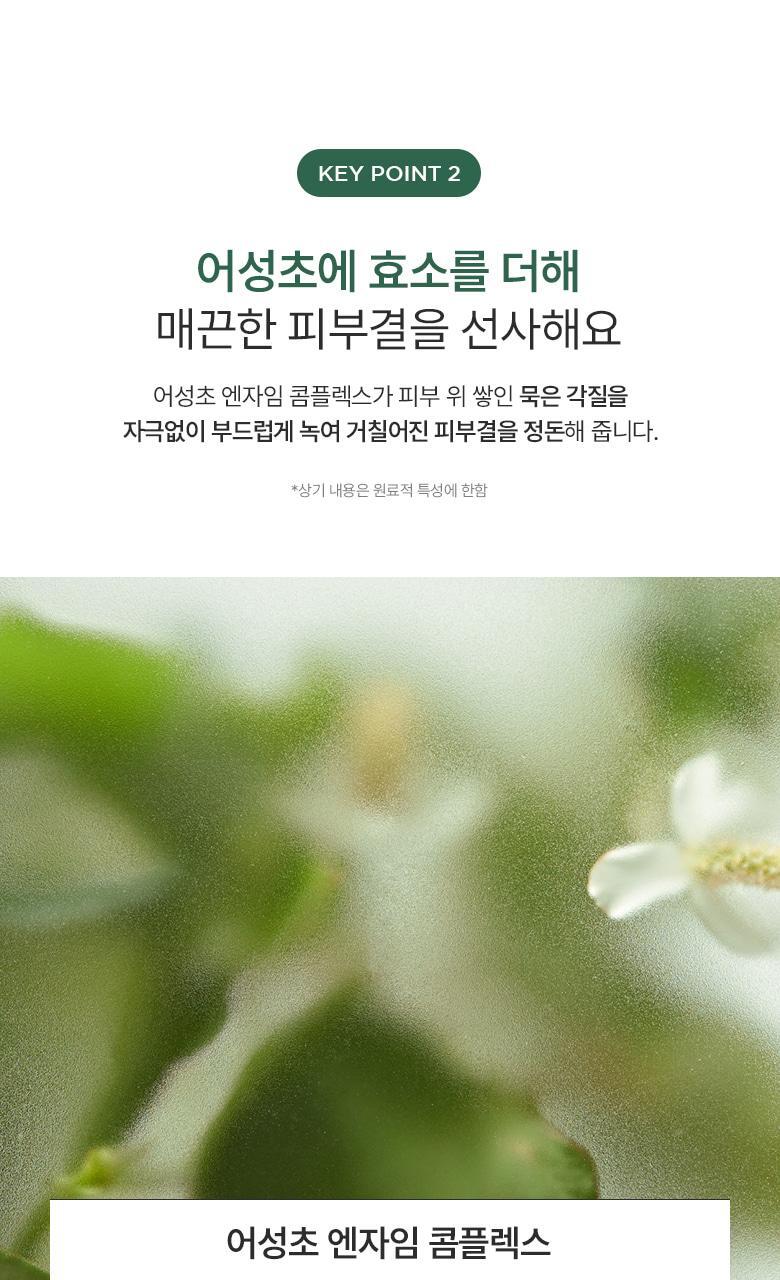 KEY POINT 2
어성초에 효소를 더해
매끈한 피부결을 선사해요
어성초 엔자임 콤플렉스가 피부 위 쌓인 묵은 각질을
자극없이 부드럽게 녹여 거칠어진 피부결을 정돈해 줍니다.
*상기 내용은 원료적 특성에 한함
어성초 엔자임 콤플렉스